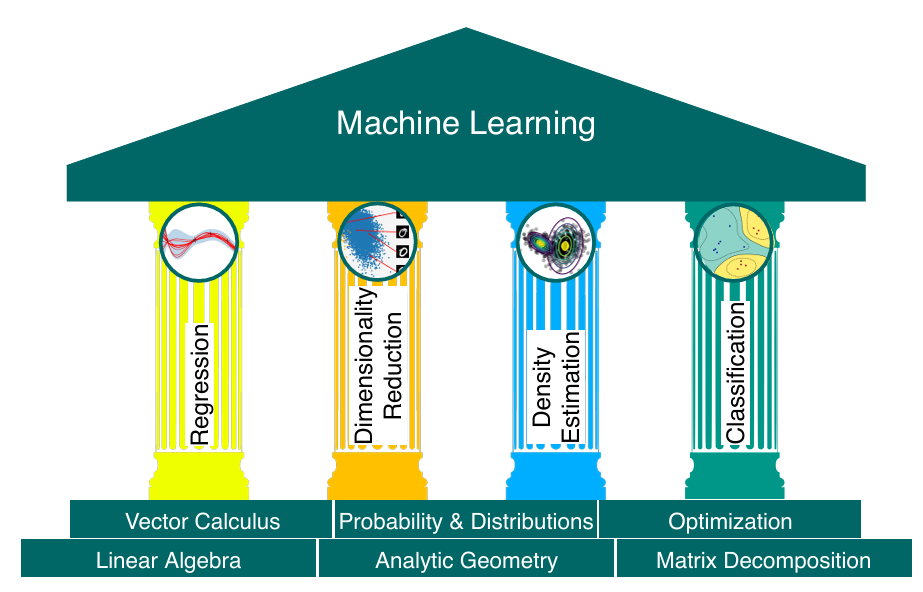 Machine Learning
Regression
Dimensionality
Reduction
Density
Estimation
Classification
Vector Calculus
Probability & Distributions
Optimization
Linear Algebra
Analytic Geometry
Matrix Decomposition